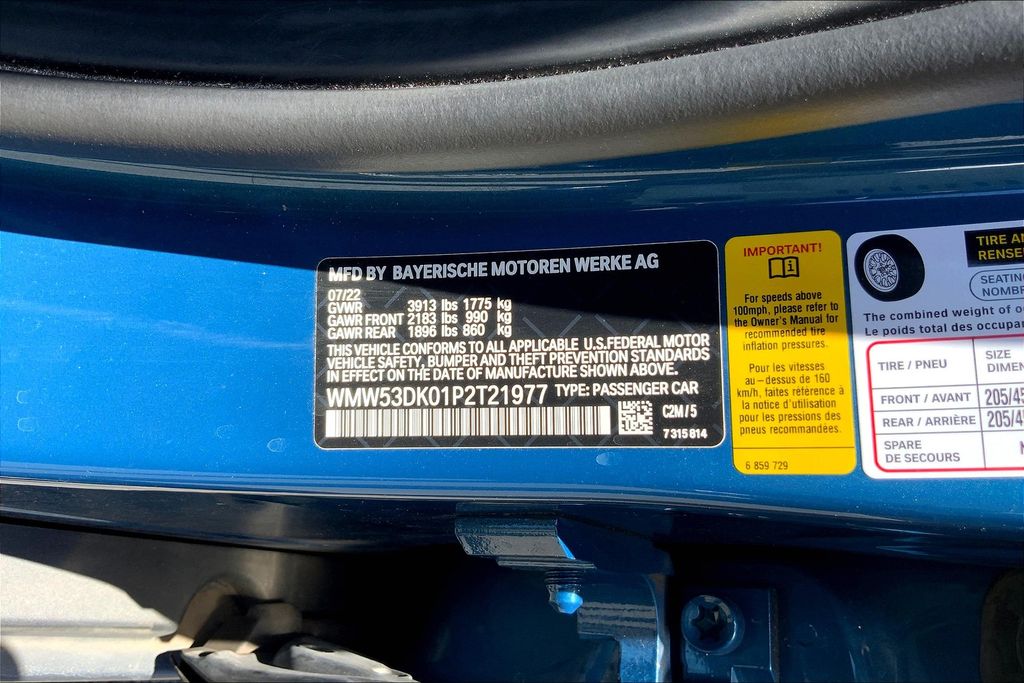 MFD BY BAYERISCHE MOTOREN WERKE AG
07/22
GVWR 3913 lbs 1775 kg
GAWR FRONT 2183 lbs 990 kg
GAWR REAR 1896 lbs 860 kg
THIS VEHICLE CONFORMS TO ALL APPLICABLE U.S.FEDERAL MOTOR
VEHICLE SAFETY, BUMPER AND THEFT PREVENTION STANDARDS
IN EFFECT ON THE DATE OF MANUFACTURE SHOWN ABOVE.
WMW53DK01P2T21977 TYPE: PASSENGER CAR
C2M/5
7315814
IMPORTANT!
i
For speeds above
100mph, please refer to
the Owner's Manual for
recommended tire
inflation pressures.
Pour les vitesses
au-dessus de 160
km/h, faites référence à
la notice d'utilisation
pour les pressions des
pneus recommandées.
6 859 729
TIRE AN
RENSE
SEATING
NOMBR
The combined weight of o
Le poids total des occupa
TIRE / PNEU SIZE
DIMEN
FRONT / AVANT 205/45
REAR / ARRIÈRE 205/4
SPARE
DE SECOURS